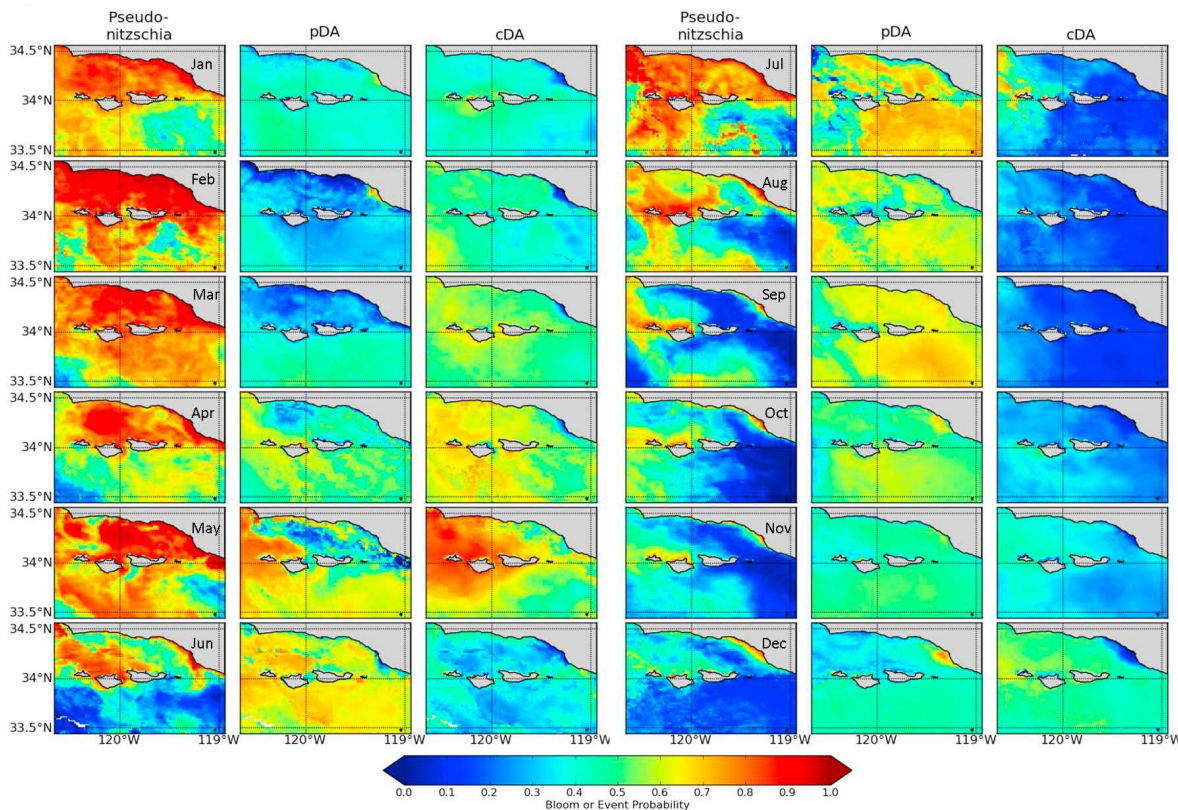 Pseudo-
nitzschia
pDA
cDA
Pseudo-
nitzschia
pDA
cDA
34.5°N
34°N
33.5°N
Jan
Jul
34.5°N
34°N
33.5°N
Feb
Aug
34.5°N
34°N
33.5°N
Mar
Sep
34.5°N
34°N
33.5°N
Apr
Oct
34.5°N
34°N
33.5°N
May
Nov
34.5°N
34°N
33.5°N
Jun
Dec
120°W 119°W 120°W 119°W 120°W 119°W 120°W 119°W 120°W 119°W 120°W 119°W
0.0 0.1 0.2 0.3 0.4 0.5 0.6 0.7 0.8 0.9 1.0
Bloom or Event Probability